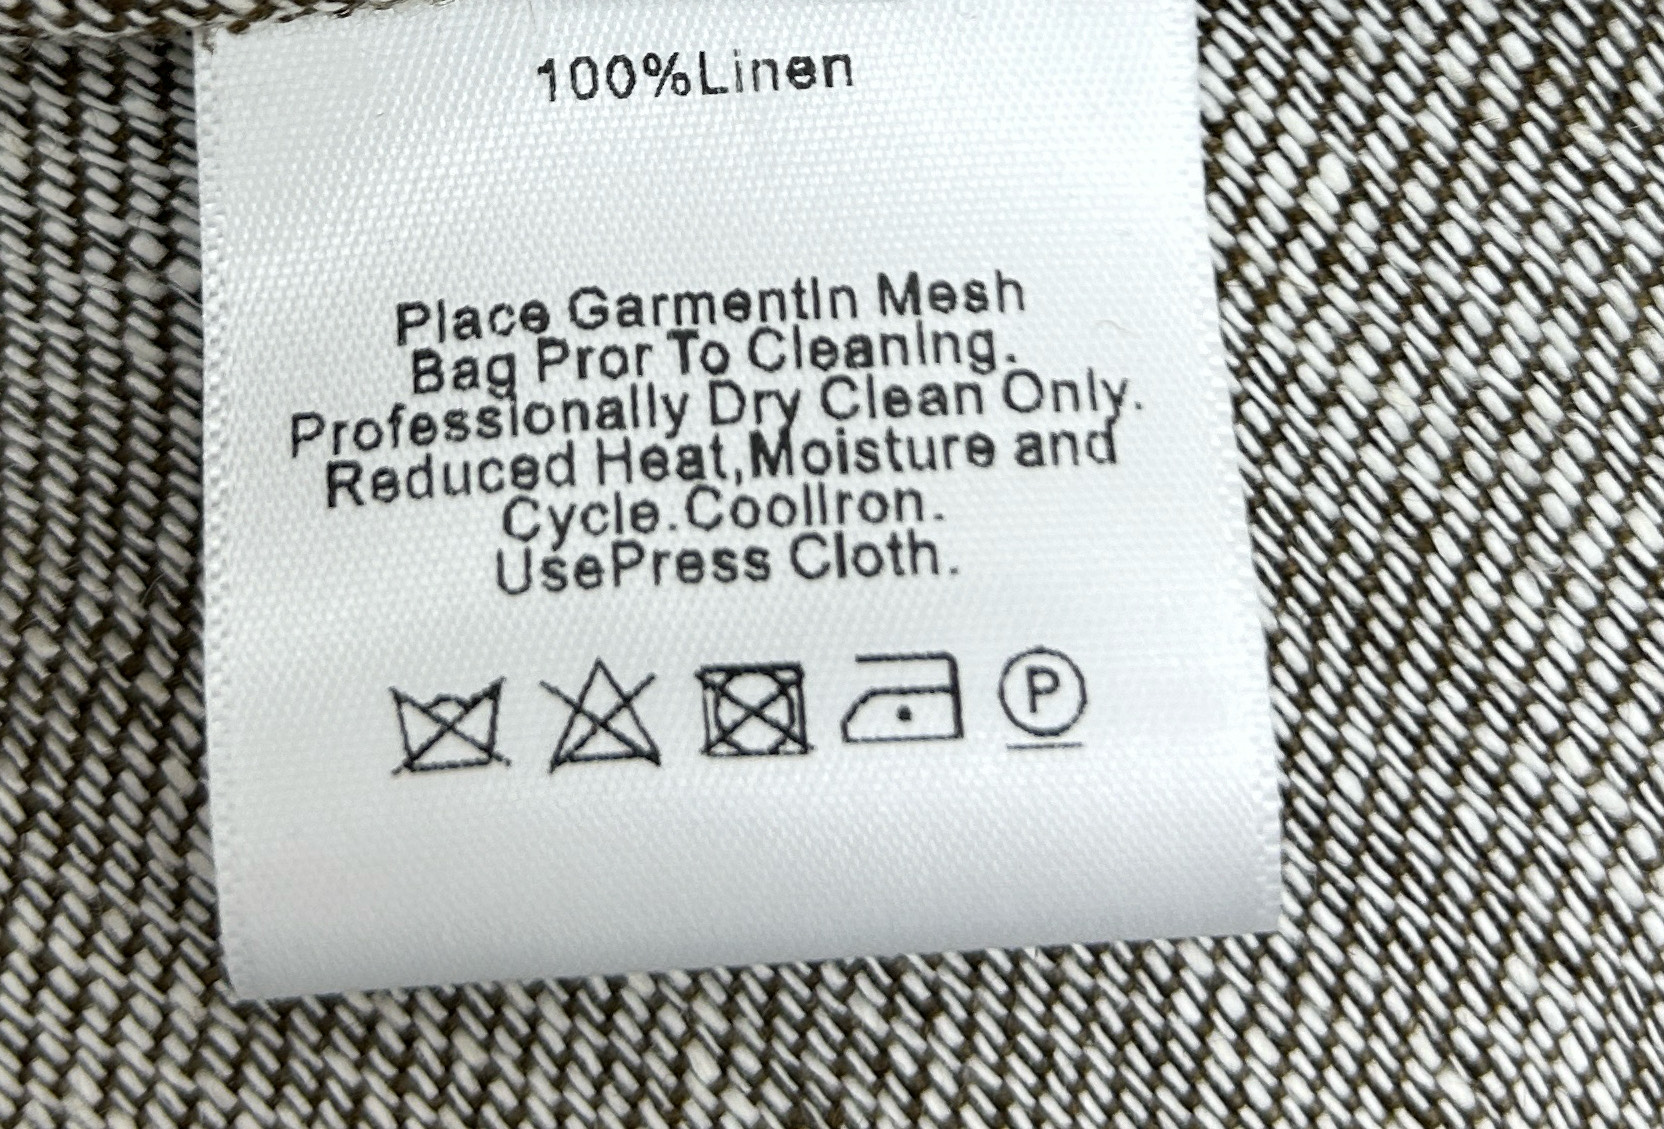 100%Linen
Place GarmentIn Mesh
Bag Pror To Cleaning.
Professionally Dry Clean Only.
Reduced Heat,Moisture and
Cycle.CoolIron.
UsePress Cloth.
P